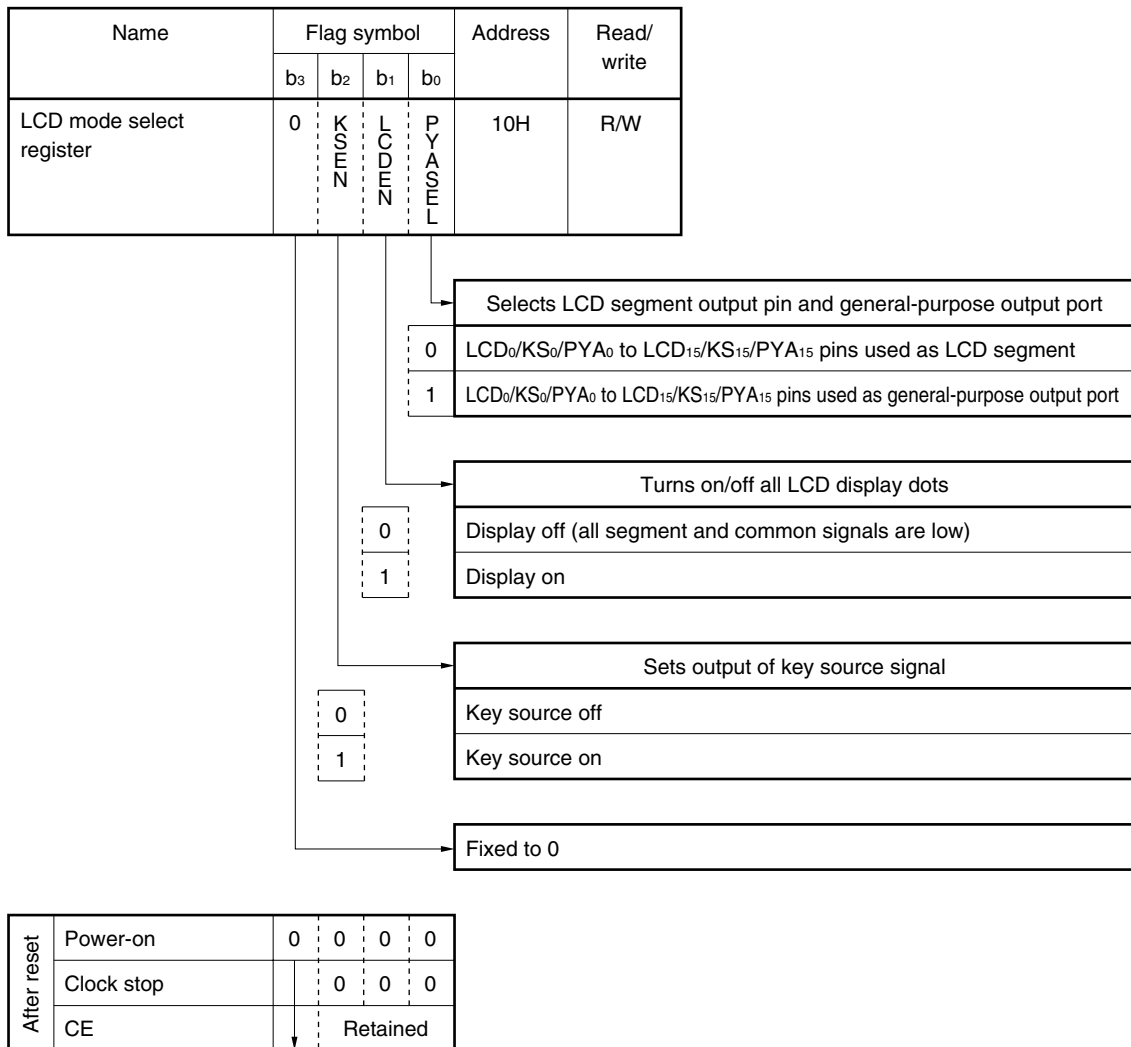 Name Flag symbol Address Read/
write
b3 b2 b1 b0
LCD mode select
register
0 KSEN LCDEN PYASEL 10H R/W
Selects LCD segment output pin and general-purpose output port
0 LCD0/KS0/PYA0 to LCD15/KS15/PYA15 pins used as LCD segment
1 LCD0/KS0/PYA0 to LCD15/KS15/PYA15 pins used as general-purpose output port
Turns on/off all LCD display dots
0 Display off (all segment and common signals are low)
1 Display on
Sets output of key source signal
0 Key source off
1 Key source on
Fixed to 0
After reset
Power-on 0 0 0 0
Clock stop 0 0 0
CE Retained